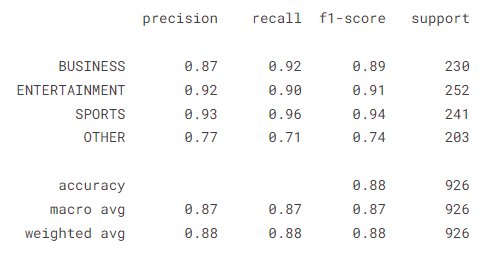 precision recall f1-score support
BUSINESS 0.87 0.92 0.89 230
ENTERTAINMENT 0.92 0.90 0.91 252
SPORTS 0.93 0.96 0.94 241
OTHER 0.77 0.71 0.74 203
accuracy 0.88 926
macro avg 0.87 0.87 0.87 926
weighted avg 0.88 0.88 0.88 926